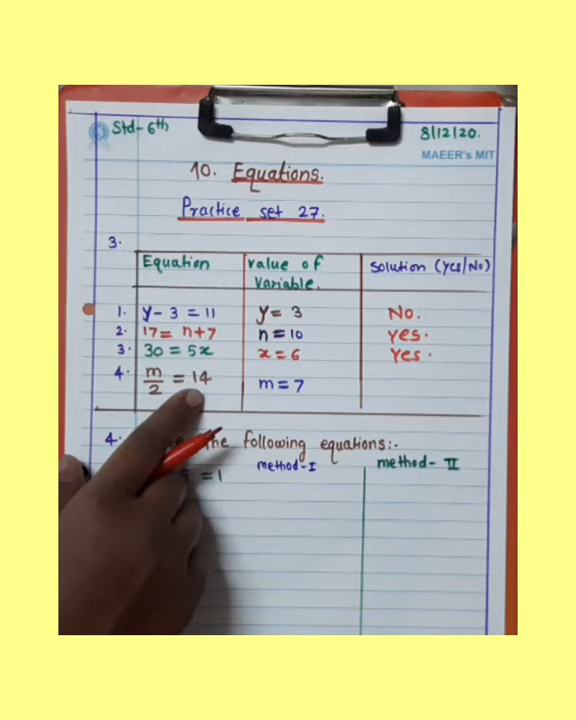 Std- 6th
8/12/20.
MAEER's MIT
10. Equations.
Practice set 27.
3.
Equation value of Variable. Solution (Yes/No)
1. y - 3 = 11 y = 3 No.
2. 17 = n+7 n = 10 yes.
3. 30 = 5x x = 6 Yes.
4. m/2 = 14 m = 7
4. the following equations:-
method-I method-II
= 1